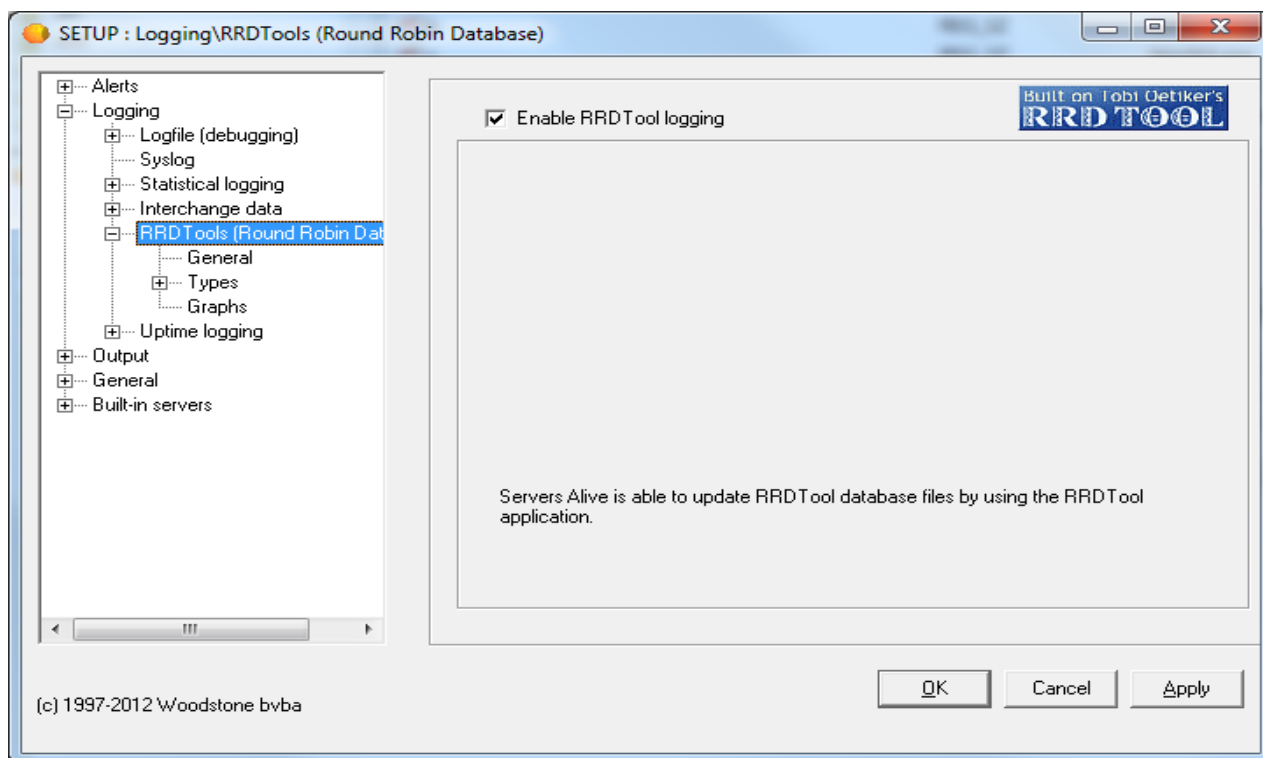 SETUP : Logging\RRDTools (Round Robin Database)
Alerts
Logging
Logfile (debugging)
Syslog
Statistical logging
Interchange data
RRDTools (Round Robin Dat
General
Types
Graphs
Uptime logging
Output
General
Built-in servers
Enable RRDTool logging
Built on Tobi Oetiker's
RRDTOOL
Servers Alive is able to update RRDTool database files by using the RRDTool
application.
(c) 1997-2012 Woodstone bvba
OK
Cancel
Apply